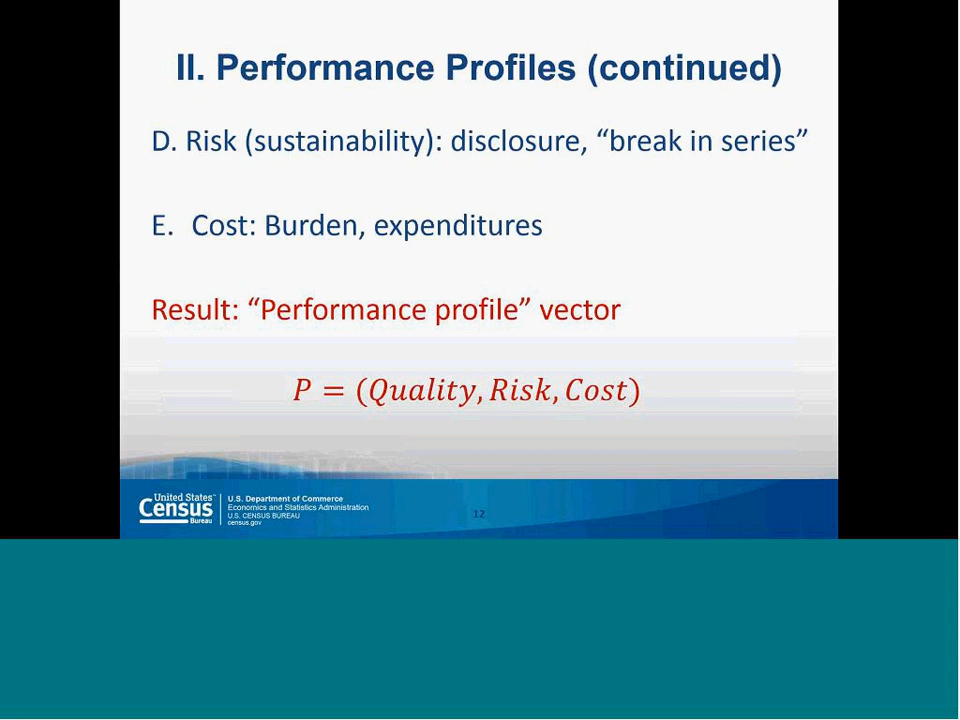 II. Performance Profiles (continued)
D. Risk (sustainability): disclosure, “break in series”
E. Cost: Burden, expenditures
Result: “Performance profile” vector
P = (Quality, Risk, Cost)
United States™
Census
Bureau
U.S. Department of Commerce
Economics and Statistics Administration
U.S. CENSUS BUREAU
census.gov
12